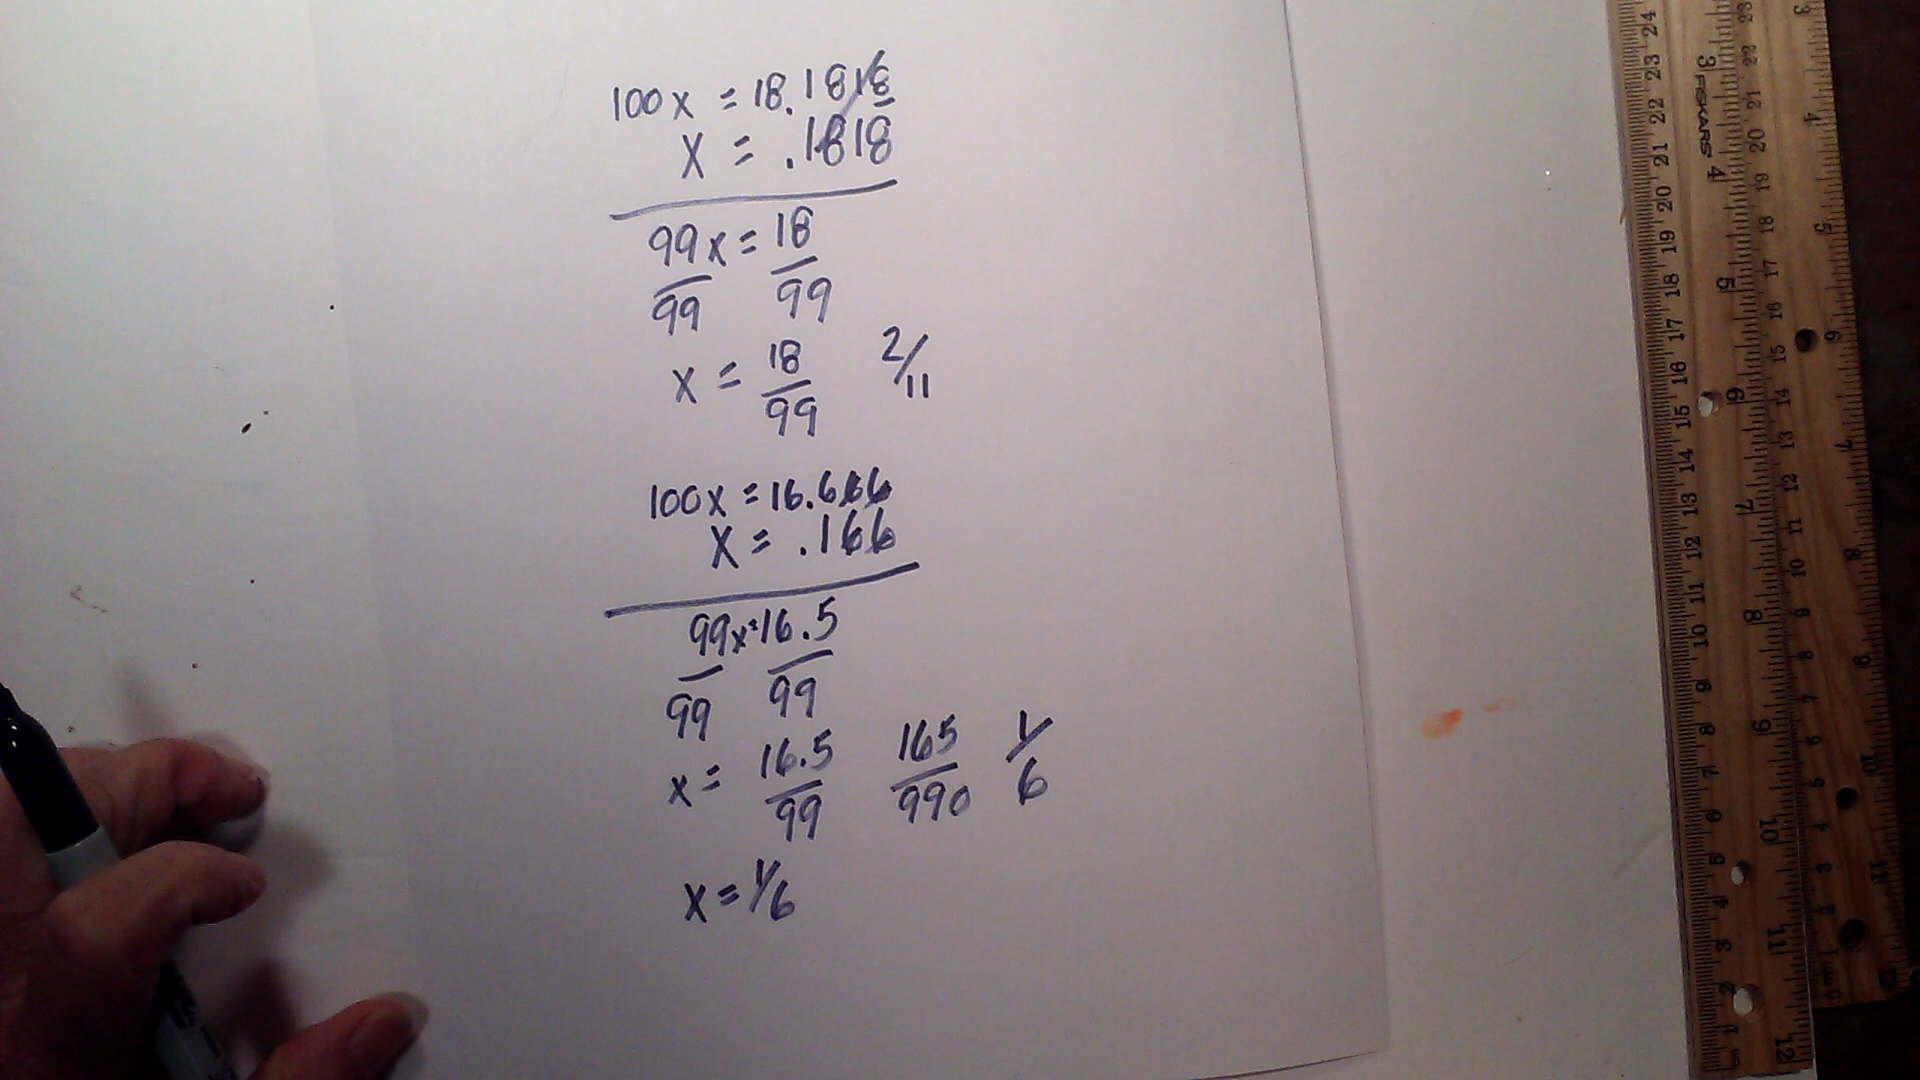 100x = 18.1818
x = .1818
99x = 18
99 99
x = 18/99 2/11
100x = 16.666
x = .166
99x = 16.5
99 99
x = 16.5/99 165/990 1/6
x = 1/6
FISKARS